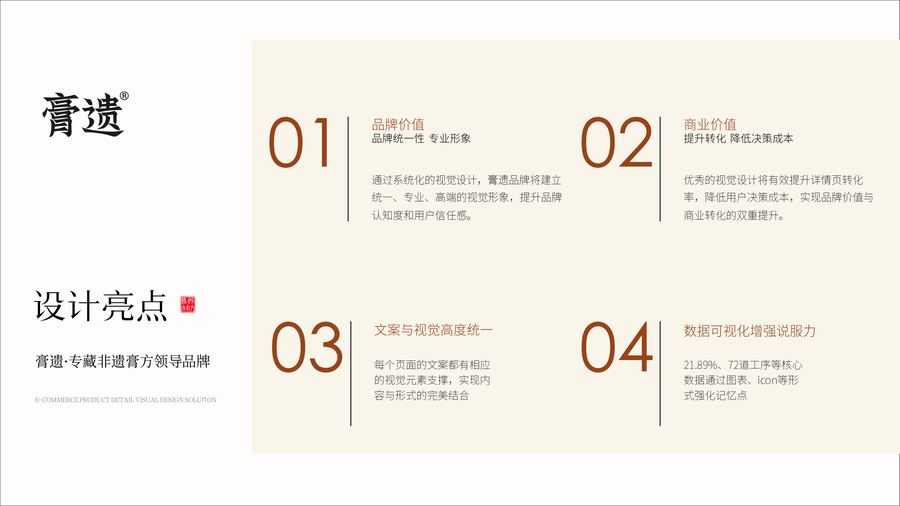 膏遗®
设计亮点
膏遗·专藏非遗膏方领导品牌
E-COMMERCE PRODUCT DETAIL VISUAL DESIGN SOLUTION
01
品牌价值
品牌统一性 专业形象
通过系统化的视觉设计，膏遗品牌将建立
统一、专业、高端的视觉形象，提升品牌
认知度和用户信任感。
02
商业价值
提升转化 降低决策成本
优秀的视觉设计将有效提升详情页转化
率，降低用户决策成本，实现品牌价值与
商业转化的双重提升。
03
文案与视觉高度统一
每个页面的文案都有相应
的视觉元素支撑，实现内
容与形式的完美结合
04
数据可视化增强说服力
21.89%、72道工序等核心
数据通过图表、icon等形
式强化记忆点